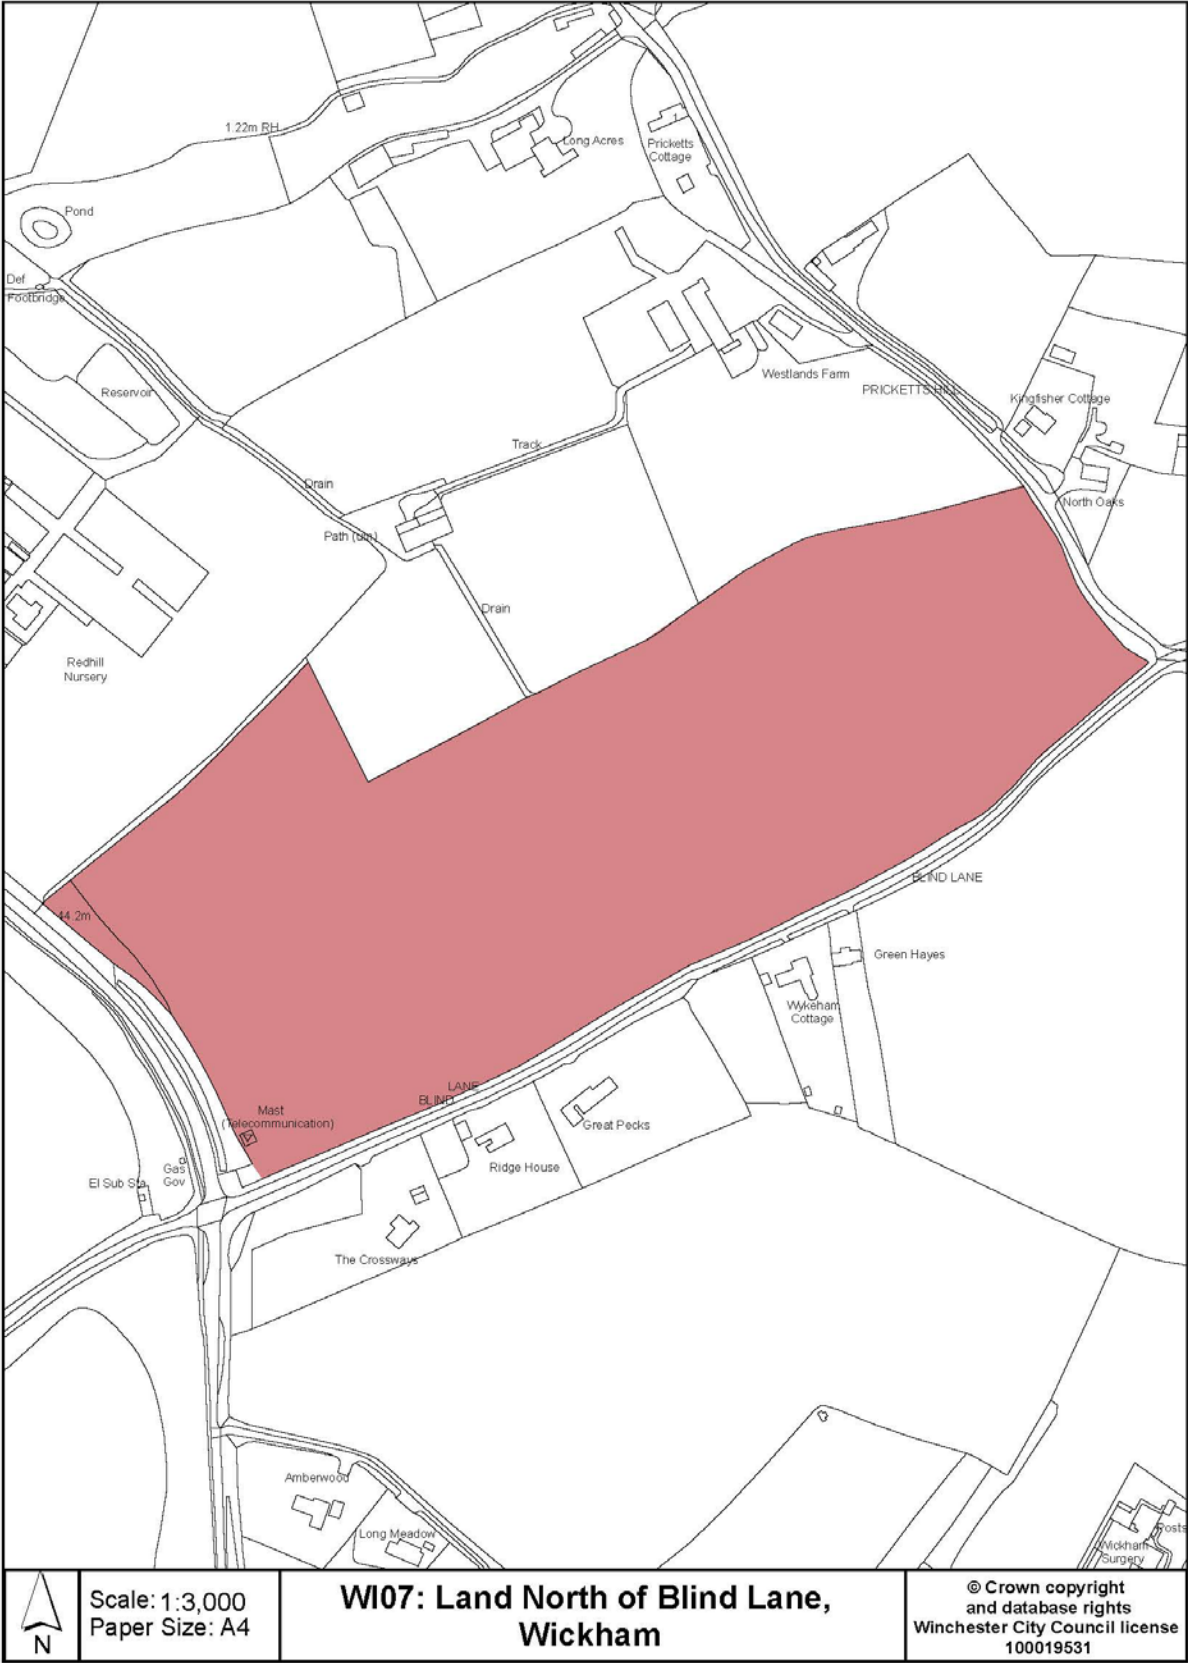 1.22m RH
Long Acres
Pricketts
Cottage
Pond
Def
Footbridge
Reservoir
Westlands Farm
PRICKETTS HILL
Kingfisher Cottage
Track
Drain
North Oaks
Path (um)
Drain
Redhill
Nursery
BLIND LANE
44.2m
Green Hayes
Wykeham
Cottage
LANE
BLIND
Mast
(Telecommunication)
Great Pecks
Ridge House
Gas
Gov
El Sub Sta
The Crossways
Amberwood
Long Meadow
Posts
Wickham
Surgery
N
Scale: 1:3,000
Paper Size: A4
WI07: Land North of Blind Lane,
Wickham
© Crown copyright
and database rights
Winchester City Council license
100019531